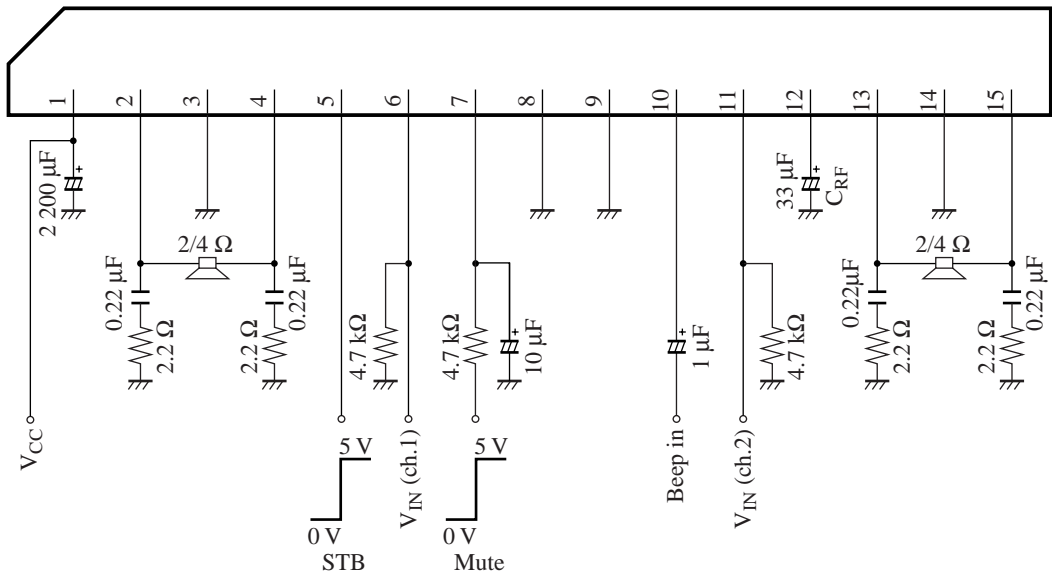 1
2
3
4
5
6
7
8
9
10
11
12
13
14
15
2 200 µF
33 µF
C_RF
2/4 Ω
2/4 Ω
0.22 µF
0.22 µF
0.22µF
0.22 µF
2.2 Ω
2.2 Ω
4.7 kΩ
4.7 kΩ
10 µF
1 µF
4.7 kΩ
2.2 Ω
2.2 Ω
V_CC
5 V
V_IN (ch.1)
5 V
Beep in
V_IN (ch.2)
0 V
0 V
STB
Mute